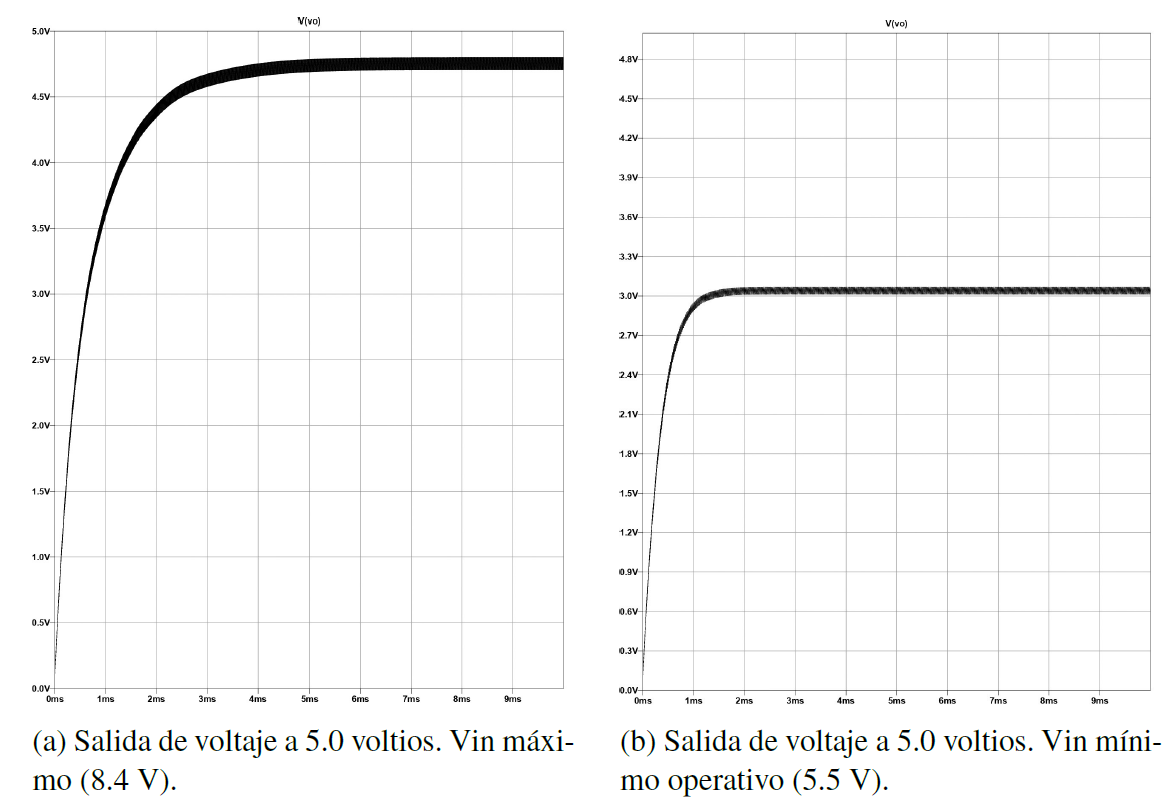 V(vo)
5.0V
4.5V
4.0V
3.5V
3.0V
2.5V
2.0V
1.5V
1.0V
0.5V
0.0V
0ms 1ms 2ms 3ms 4ms 5ms 6ms 7ms 8ms 9ms
(a) Salida de voltaje a 5.0 voltios. Vin máxi-
mo (8.4 V).
V(vo)
4.8V
4.5V
4.2V
3.9V
3.6V
3.3V
3.0V
2.7V
2.4V
2.1V
1.8V
1.5V
1.2V
0.9V
0.6V
0.3V
0.0V
0ms 1ms 2ms 3ms 4ms 5ms 6ms 7ms 8ms 9ms
(b) Salida de voltaje a 5.0 voltios. Vin míni-
mo operativo (5.5 V).